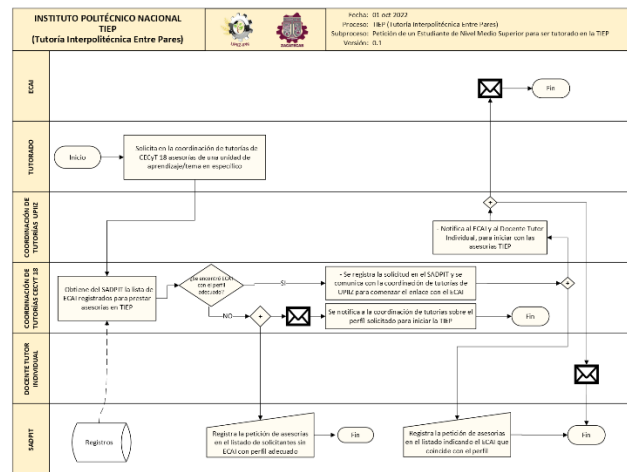 INSTITUTO POLITÉCNICO NACIONAL
TIEP
(Tutoría Interpolitécnica Entre Pares)
Fecha: 01 oct 2022
Proceso: TIEP (Tutoría Interpolitécnica Entre Pares)
Subproceso: Petición de un Estudiante de Nivel Medio Superior para ser tutorado en la TIEP
Versión: 0.1
ECAI
Fin
TUTORADO
Inicio
Solicita en la coordinación de tutorías de
CECyT 18 asesorías de una unidad de
aprendizaje/tema en específico
COORDINACIÓN DE
TUTORÍAS UPIIZ
- Notifica al ECAI y al Docente Tutor
Individual, para iniciar con las
asesorías TIEP
COORDINACIÓN DE
TUTORÍAS CECYT 18
Obtiene del SADPIT la lista de
ECAI registrados para prestar
asesorías en TIEP
¿Se encontró ECAI
con el perfil
adecuado?
SI
- Se registra la solicitud en el SADPIT y se
comunica con la coordinación de tutorías de
UPIIZ para comenzar el enlace con el ECAI
NO
Se notifica a la coordinación de tutorías sobre el
perfil solicitado para iniciar la TIEP
Fin
DOCENTE TUTOR
INDIVIDUAL
SADPIT
Registros
Registra la petición de asesorías
en el listado de solicitantes sin
ECAI con perfil adecuado
Fin
Registra la petición de asesorías
en el listado indicando el ECAI que
coincide con el perfil
Fin